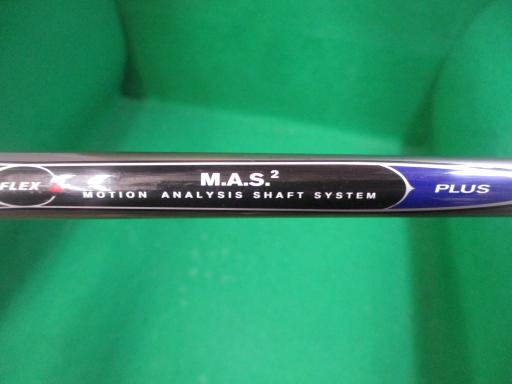 FLEX
M.A.S.²
MOTION ANALYSIS SHAFT SYSTEM
PLUS